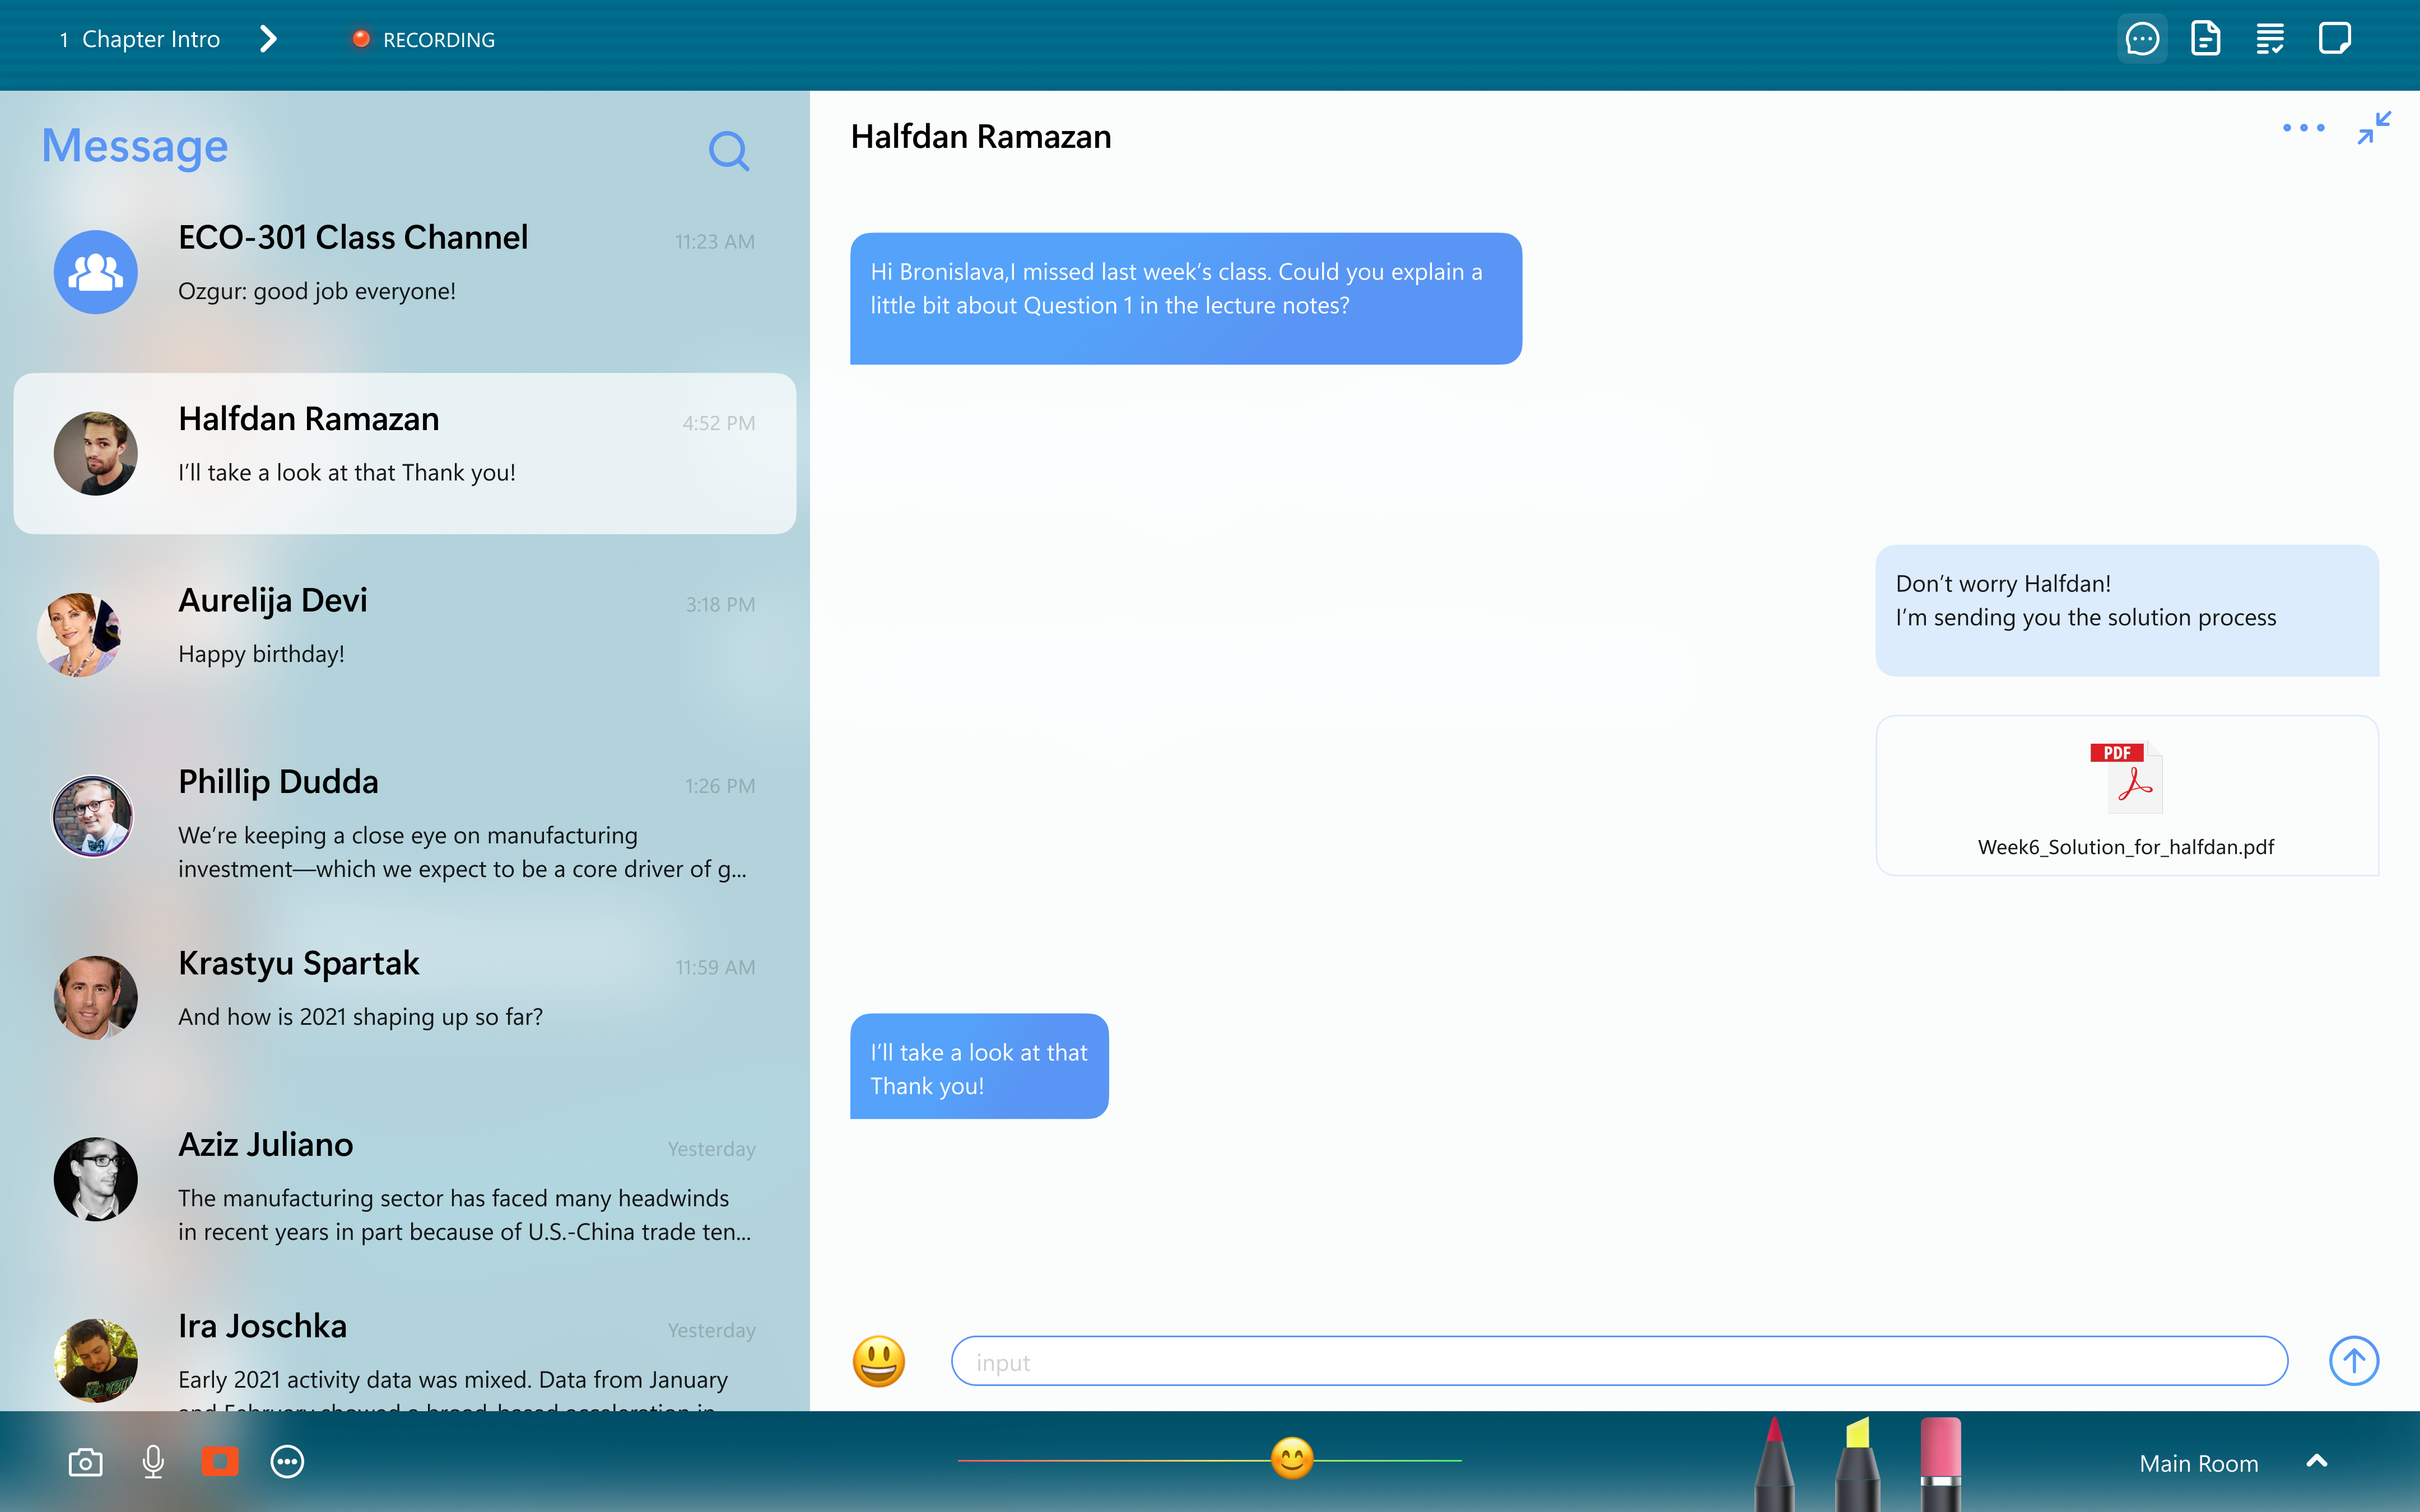 1 Chapter Intro
RECORDING
Message
ECO-301 Class Channel
11:23 AM
Ozgur: good job everyone!
Halfdan Ramazan
4:52 PM
I’ll take a look at that Thank you!
Aurelija Devi
3:18 PM
Happy birthday!
Phillip Dudda
1:26 PM
We’re keeping a close eye on manufacturing
investment—which we expect to be a core driver of g...
Krastyu Spartak
11:59 AM
And how is 2021 shaping up so far?
Aziz Juliano
Yesterday
The manufacturing sector has faced many headwinds
in recent years in part because of U.S.-China trade ten...
Ira Joschka
Yesterday
Early 2021 activity data was mixed. Data from January
and February showed a broad-based acceleration in
Halfdan Ramazan
Hi Bronislava,I missed last week’s class. Could you explain a
little bit about Question 1 in the lecture notes?
Don’t worry Halfdan!
I’m sending you the solution process
PDF
Week6_Solution_for_halfdan.pdf
I’ll take a look at that
Thank you!
input
Main Room